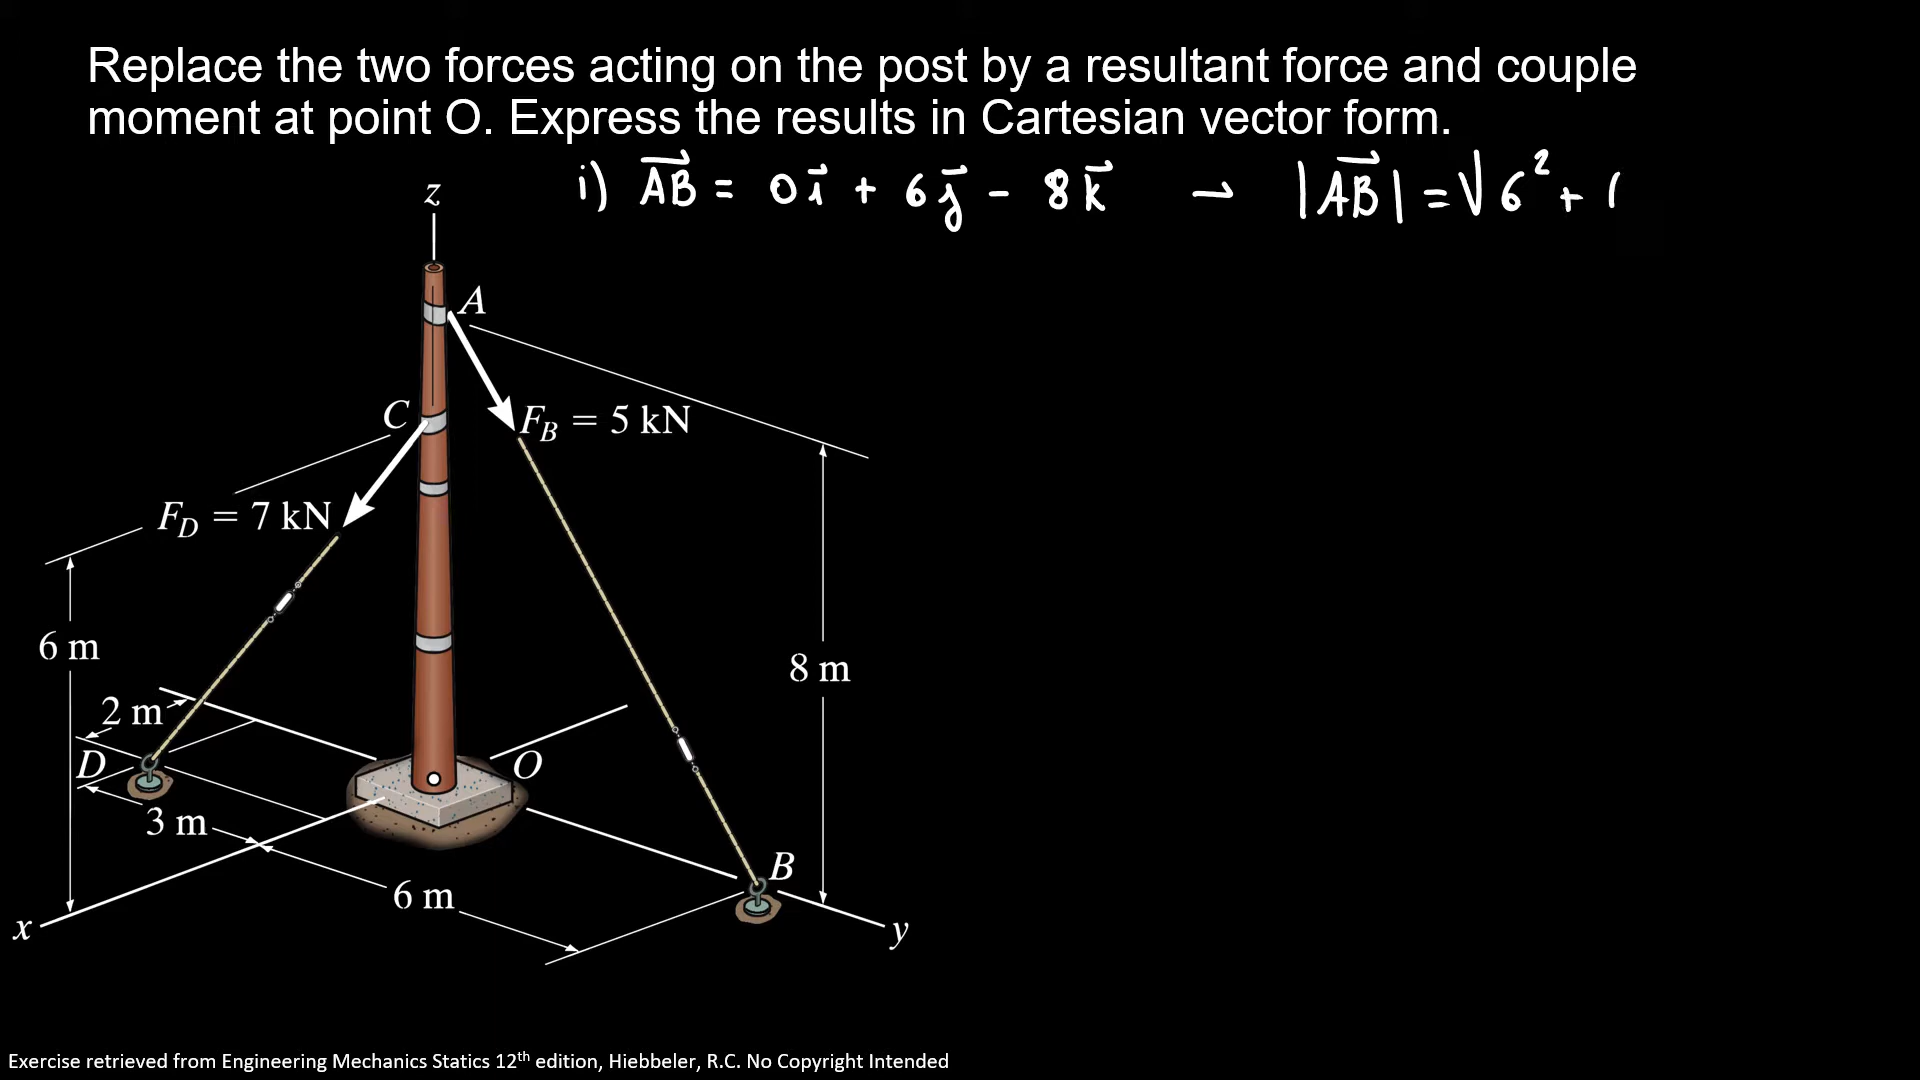 Replace the two forces acting on the post by a resultant force and couple
moment at point O. Express the results in Cartesian vector form.
i) AB⃗ = 0i⃗ + 6j⃗ - 8k⃗ → |AB⃗| = √6² + (
z
A
C
F_B = 5 kN
F_D = 7 kN
6 m
8 m
2 m
D
O
3 m
B
6 m
x
y
Exercise retrieved from Engineering Mechanics Statics 12th edition, Hiebbeler, R.C. No Copyright Intended